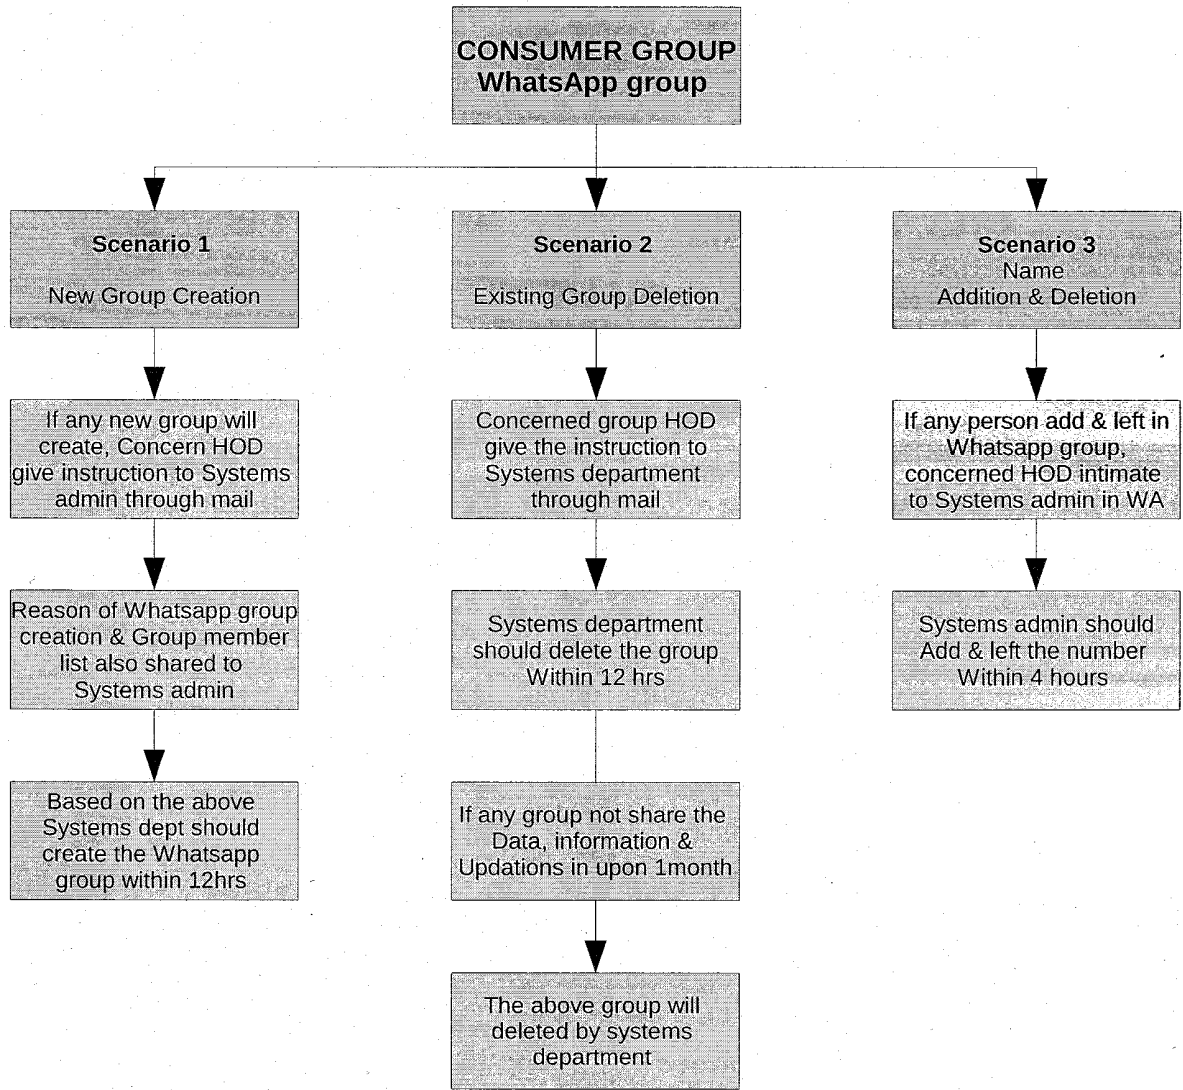 CONSUMER GROUP
WhatsApp group
Scenario 1
New Group Creation
If any new group will
create, Concern HOD
give instruction to Systems
admin through mail
Reason of Whatsapp group
creation & Group member
list also shared to
Systems admin
Based on the above
Systems dept should
create the Whatsapp
group within 12hrs
Scenario 2
Existing Group Deletion
Concerned group HOD
give the instruction to
Systems department
through mail
Systems department
should delete the group
Within 12 hrs
If any group not share the
Data, information &
Updations in upon 1month
The above group will
deleted by systems
department
Scenario 3
Name
Addition & Deletion
If any person add & left in
Whatsapp group,
concerned HOD intimate
to Systems admin in WA
Systems admin should
Add & left the number
Within 4 hours